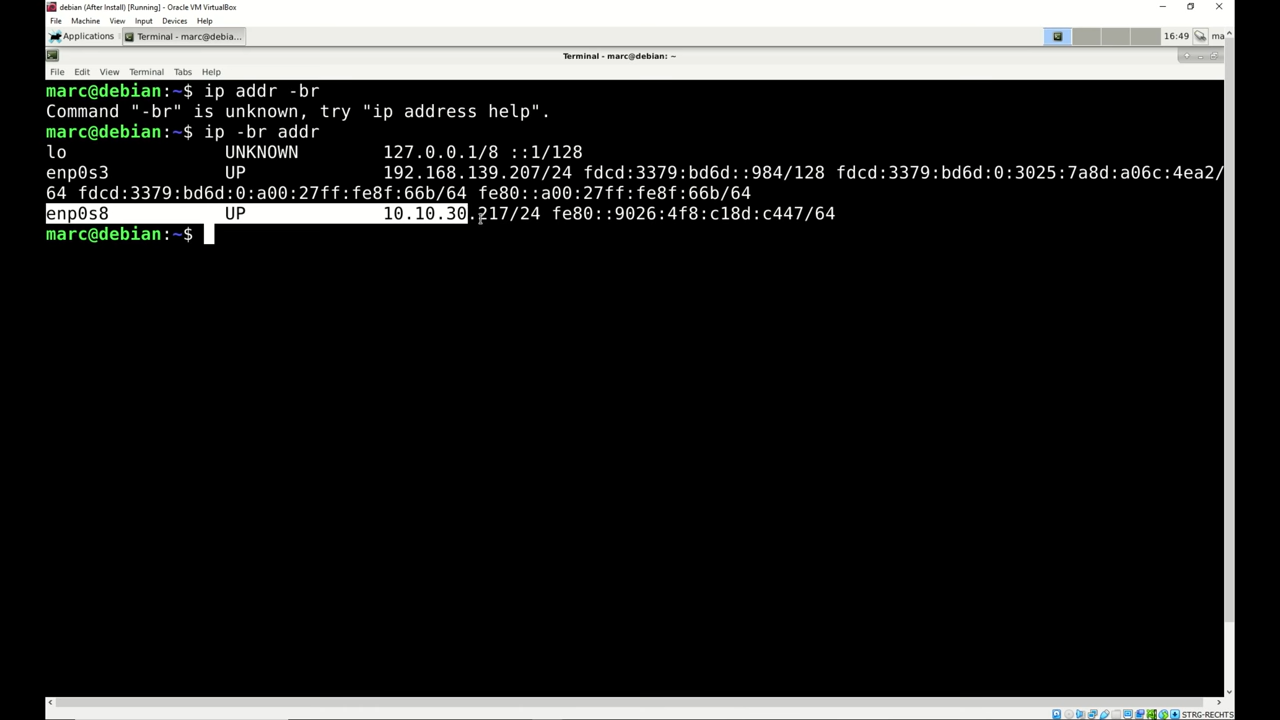 debian (After Install) [Running] - Oracle VM VirtualBox
File Machine View Input Devices Help
Applications Terminal - marc@debia... 16:49 ma
Terminal - marc@debian: ~
File Edit View Terminal Tabs Help
marc@debian:~$ ip addr -br
Command "-br" is unknown, try "ip address help".
marc@debian:~$ ip -br addr
lo UNKNOWN 127.0.0.1/8 ::1/128
enp0s3 UP 192.168.139.207/24 fdcd:3379:bd6d::984/128 fdcd:3379:bd6d:0:3025:7a8d:a06c:4ea2/
64 fdcd:3379:bd6d:0:a00:27ff:fe8f:66b/64 fe80::a00:27ff:fe8f:66b/64
enp0s8 UP 10.10.30.217/24 fe80::9026:4f8:c18d:c447/64
marc@debian:~$
STRG-RECHTS